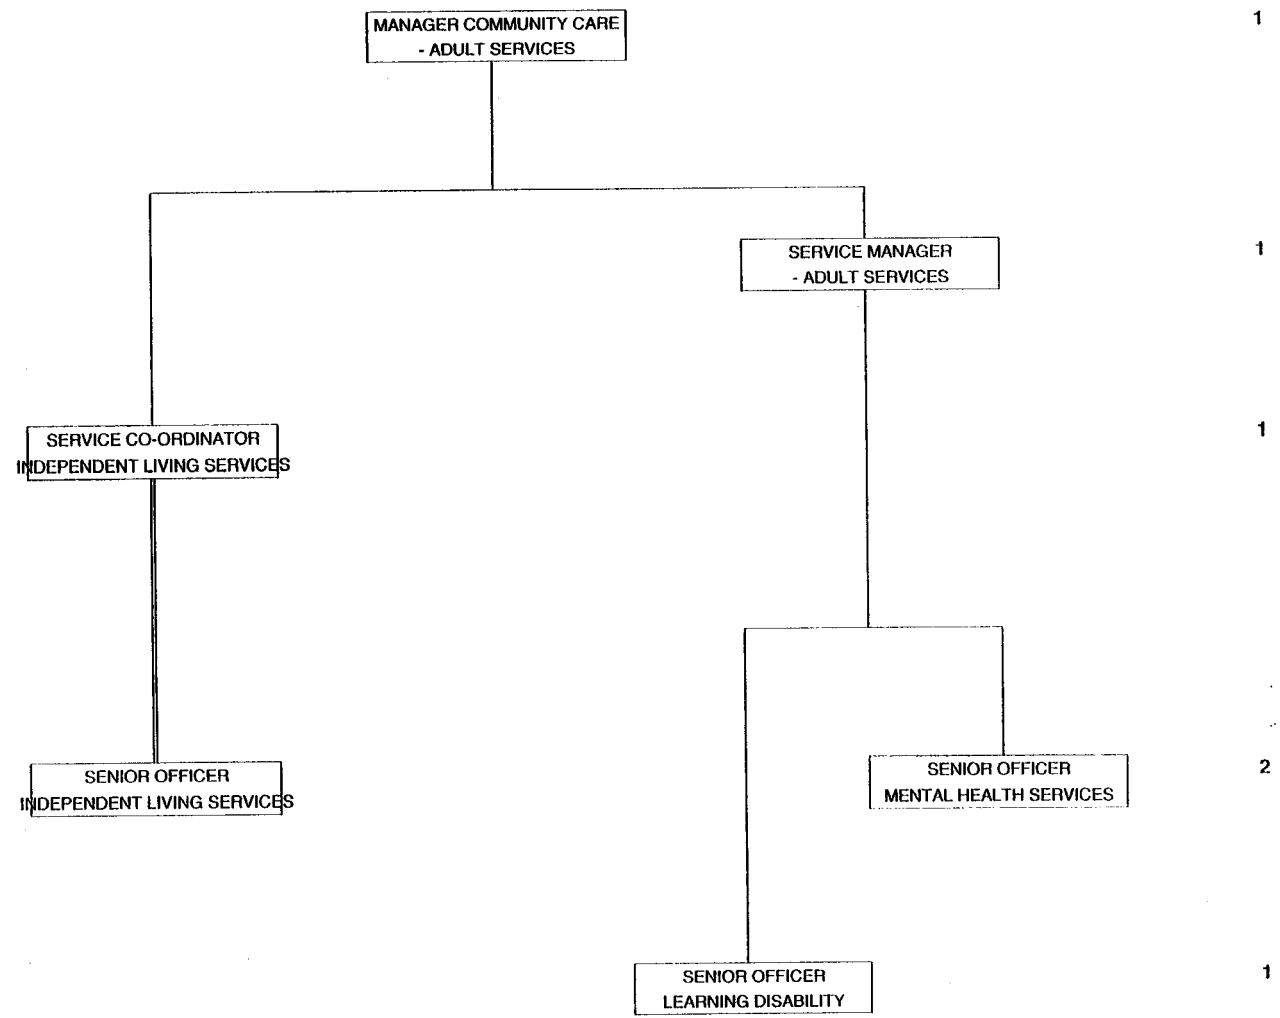 MANAGER COMMUNITY CARE
- ADULT SERVICES
1
SERVICE MANAGER
- ADULT SERVICES
1
SERVICE CO-ORDINATOR
INDEPENDENT LIVING SERVICES
1
SENIOR OFFICER
INDEPENDENT LIVING SERVICES
SENIOR OFFICER
MENTAL HEALTH SERVICES
2
SENIOR OFFICER
LEARNING DISABILITY
1